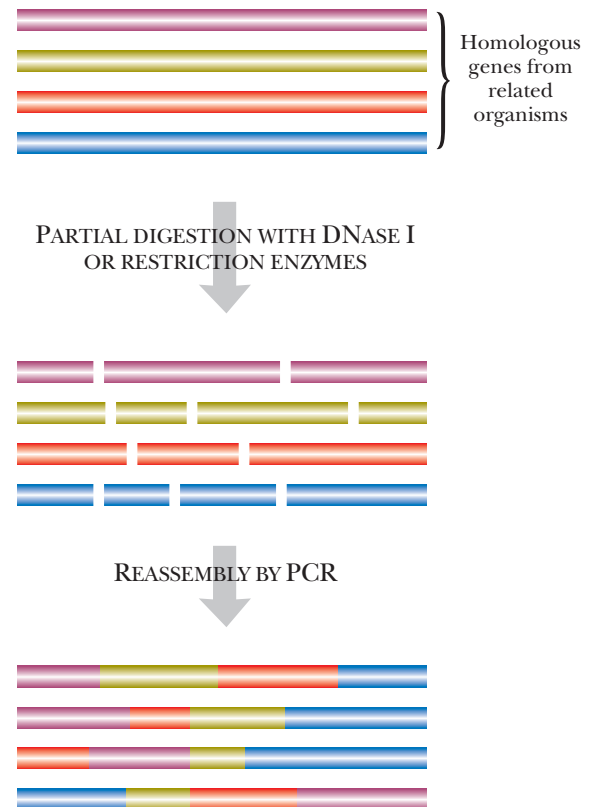 Homologous
genes from
related
organisms
PARTIAL DIGESTION WITH DNASE I
OR RESTRICTION ENZYMES
REASSEMBLY BY PCR